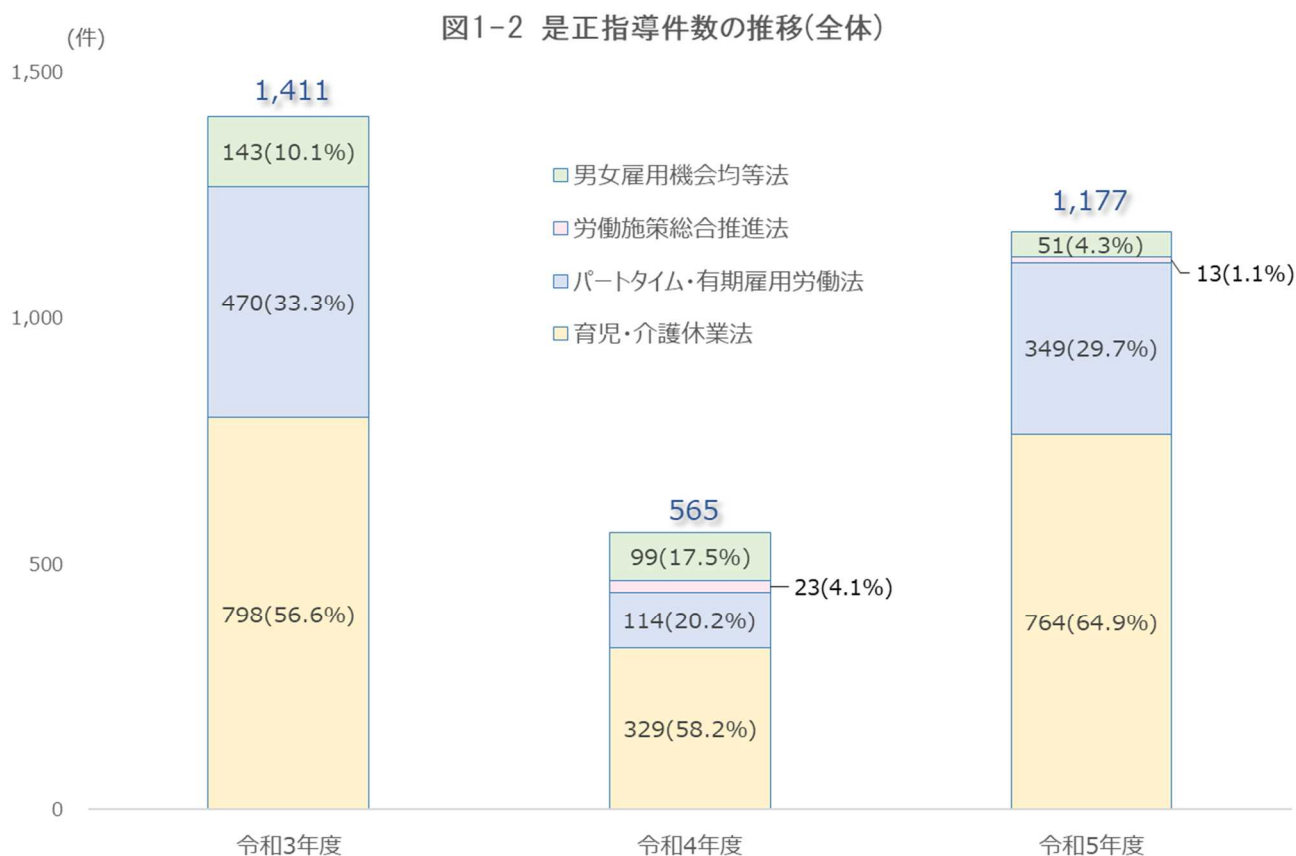 図1-2 是正指導件数の推移(全体)
(件)
1,500
1,000
500
0
1,411
143(10.1%)
470(33.3%)
798(56.6%)
男女雇用機会均等法
労働施策総合推進法
パートタイム・有期雇用労働法
育児・介護休業法
565
99(17.5%)
23(4.1%)
114(20.2%)
329(58.2%)
1,177
51(4.3%)
13(1.1%)
349(29.7%)
764(64.9%)
令和3年度
令和4年度
令和5年度